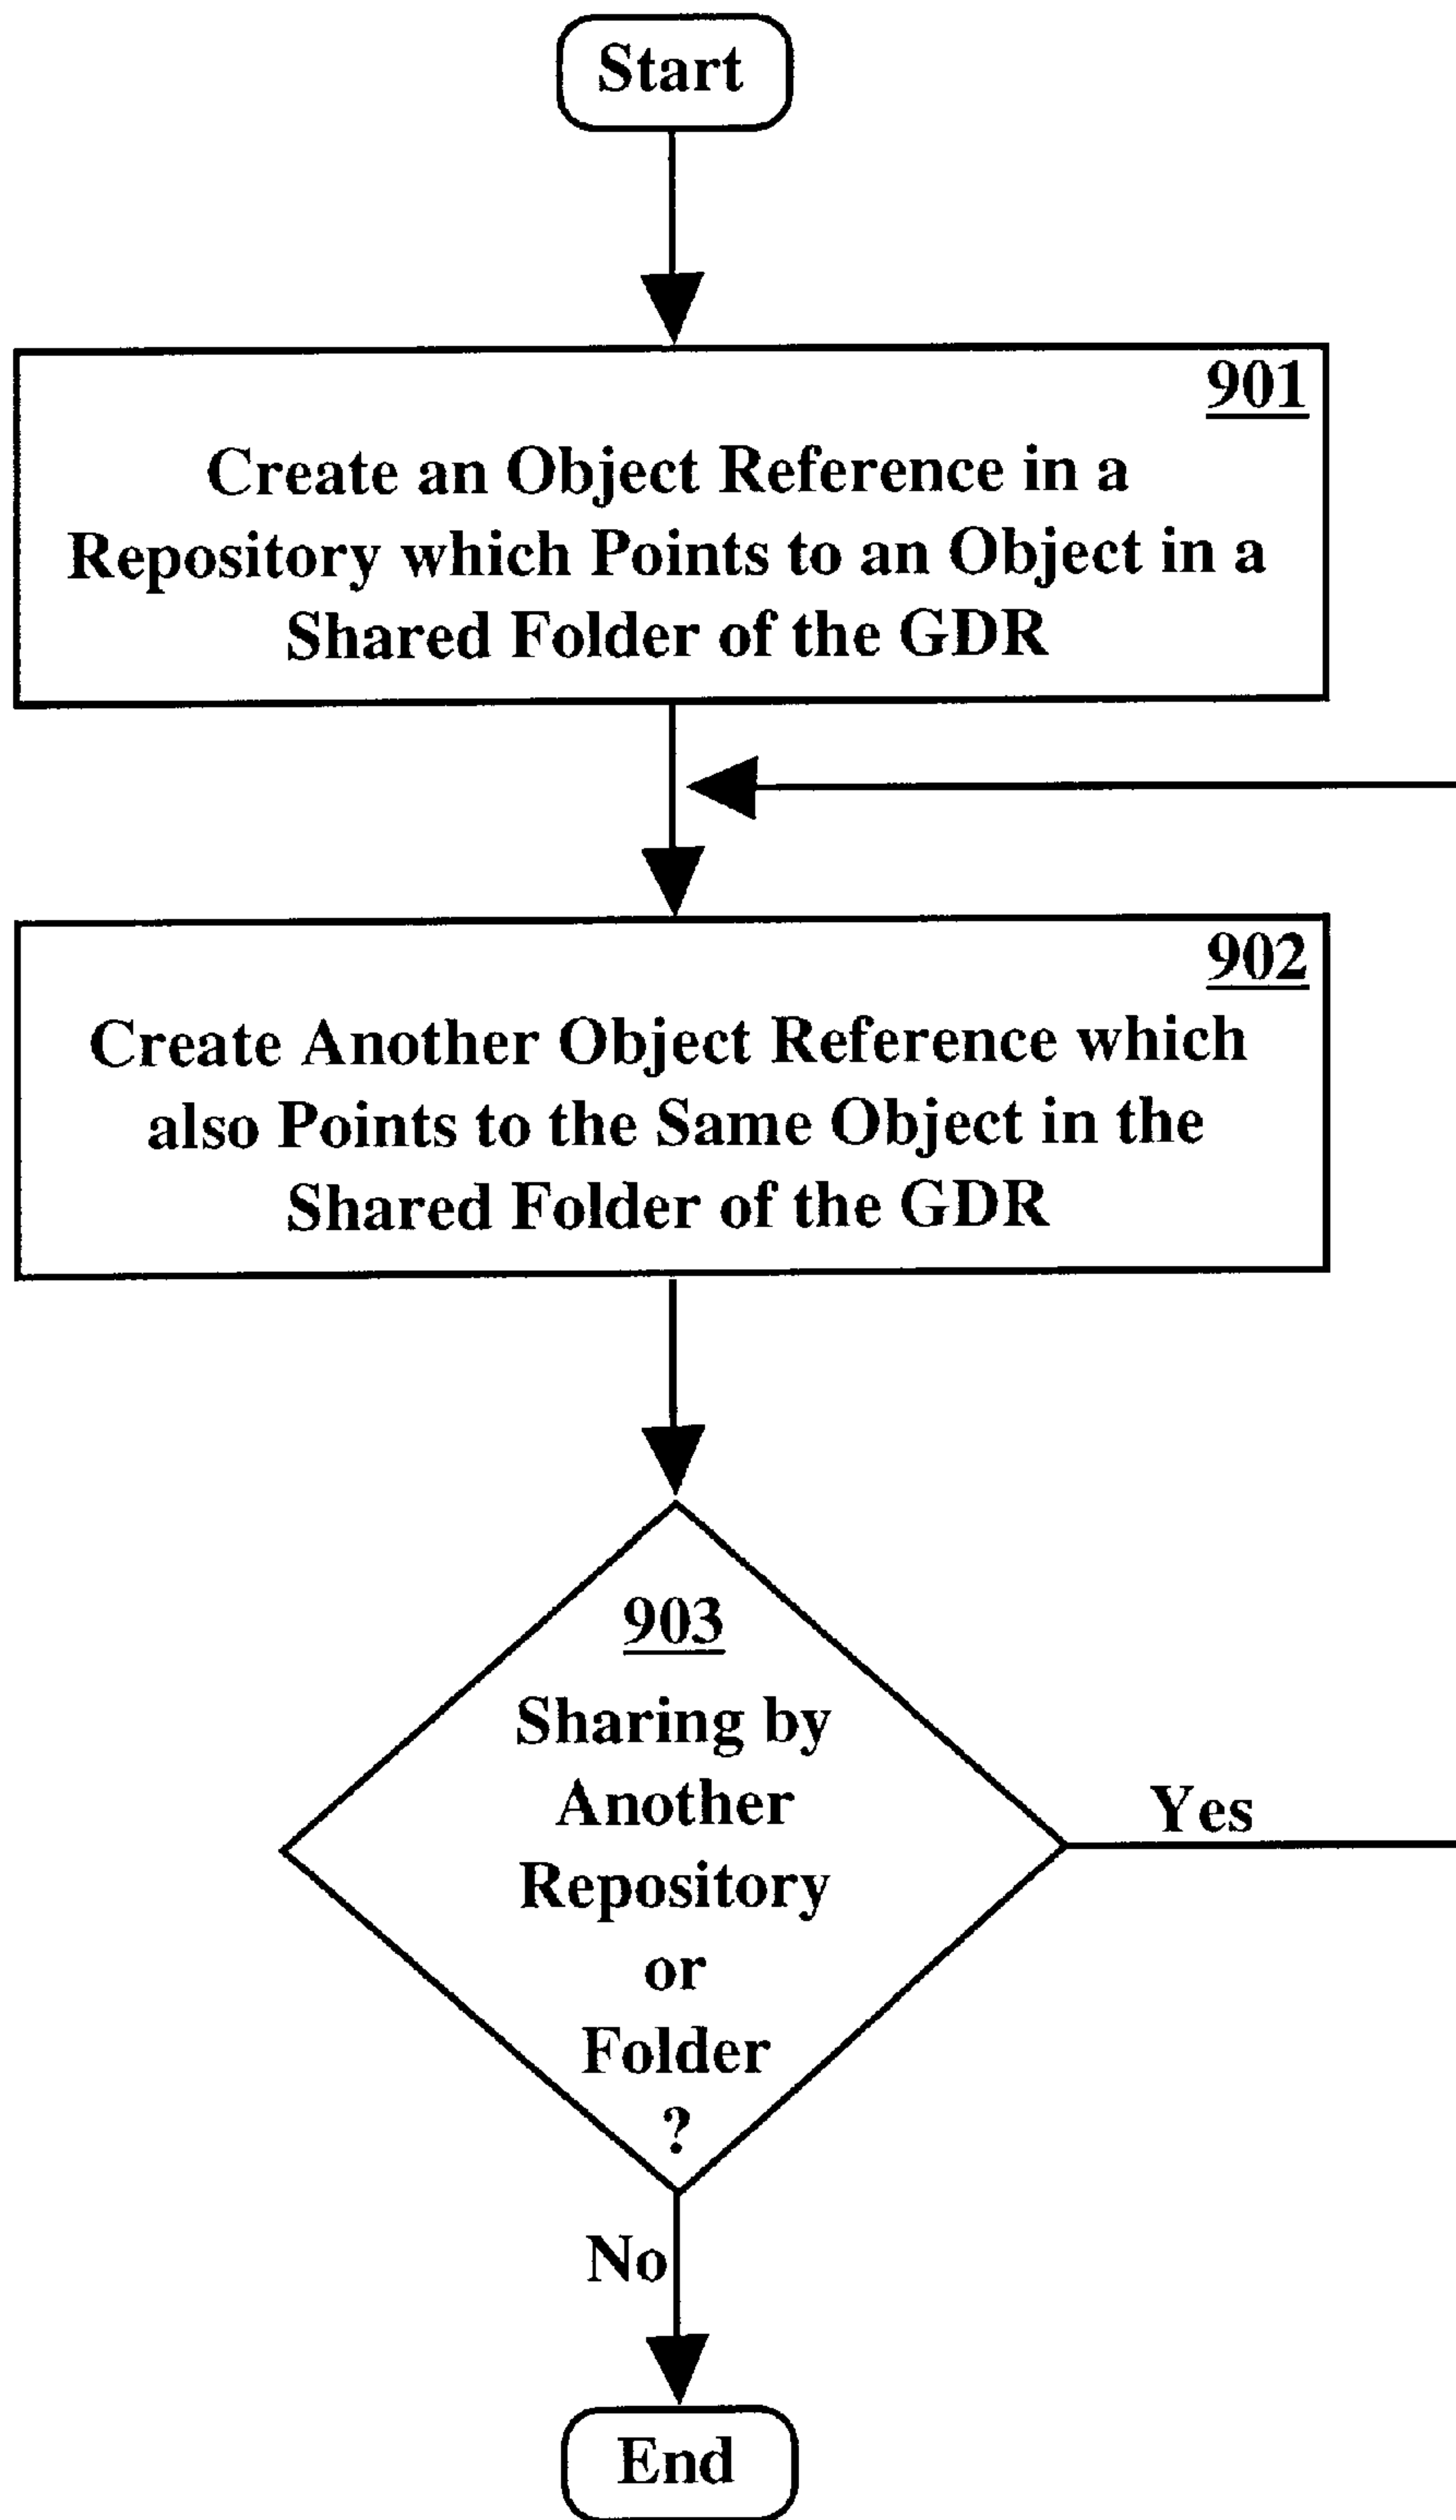 Start
901
Create an Object Reference in a
Repository which Points to an Object in a
Shared Folder of the GDR
902
Create Another Object Reference which
also Points to the Same Object in the
Shared Folder of the GDR
903
Sharing by
Another
Repository
or
Folder
?
Yes
No
End